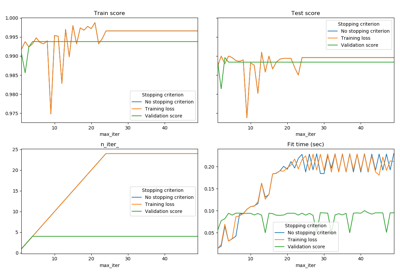 Train score
1.000
0.995
0.990
0.985
0.980
0.975
Stopping criterion
No stopping criterion
Training loss
Validation score
10
20
30
40
max_iter
Test score
Stopping criterion
No stopping criterion
Training loss
Validation score
10
20
30
40
max_iter
n_iter_
25
20
15
10
5
0
Stopping criterion
No stopping criterion
Training loss
Validation score
10
20
30
40
max_iter
Fit time (sec)
0.20
0.15
0.10
0.05
Stopping criterion
No stopping criterion
Training loss
Validation score
10
20
30
40
max_iter